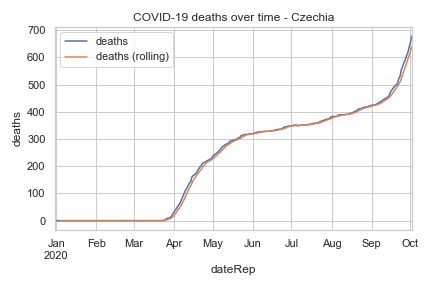 COVID-19 deaths over time - Czechia
deaths
deaths (rolling)
deaths
700
600
500
400
300
200
100
0
Jan Feb Mar Apr May Jun Jul Aug Sep Oct
2020
dateRep